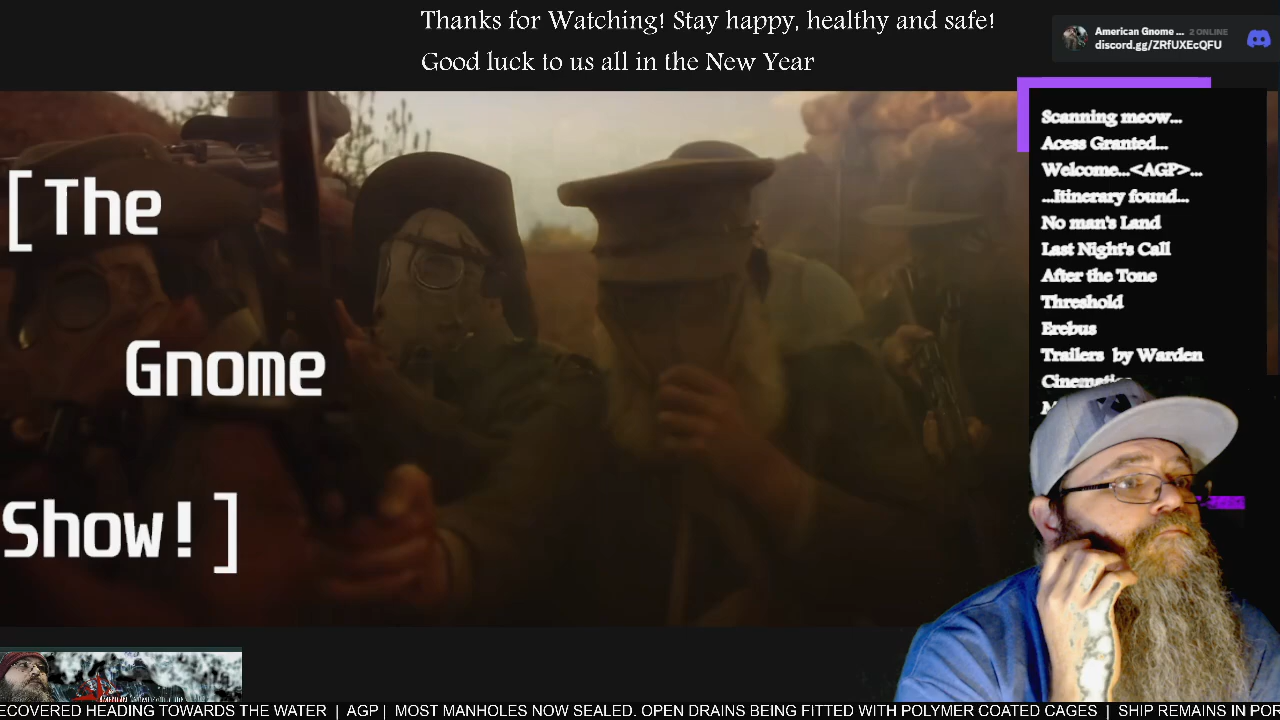 Thanks for Watching! Stay happy, healthy and safe!
Good luck to us all in the New Year
American Gnome ... 2 ONLINE
discord.gg/ZRfUXEcQFU
Scanning meow...
Acess Granted...
Welcome...<AGP>...
...Itinerary found...
No man's Land
Last Night's Call
After the Tone
Threshold
Erebus
Trailers by Warden
Cinematic
[The
Gnome
Show!]
ECOVERED HEADING TOWARDS THE WATER | AGP | MOST MANHOLES NOW SEALED. OPEN DRAINS BEING FITTED WITH POLYMER COATED CAGES | SHIP REMAINS IN POR